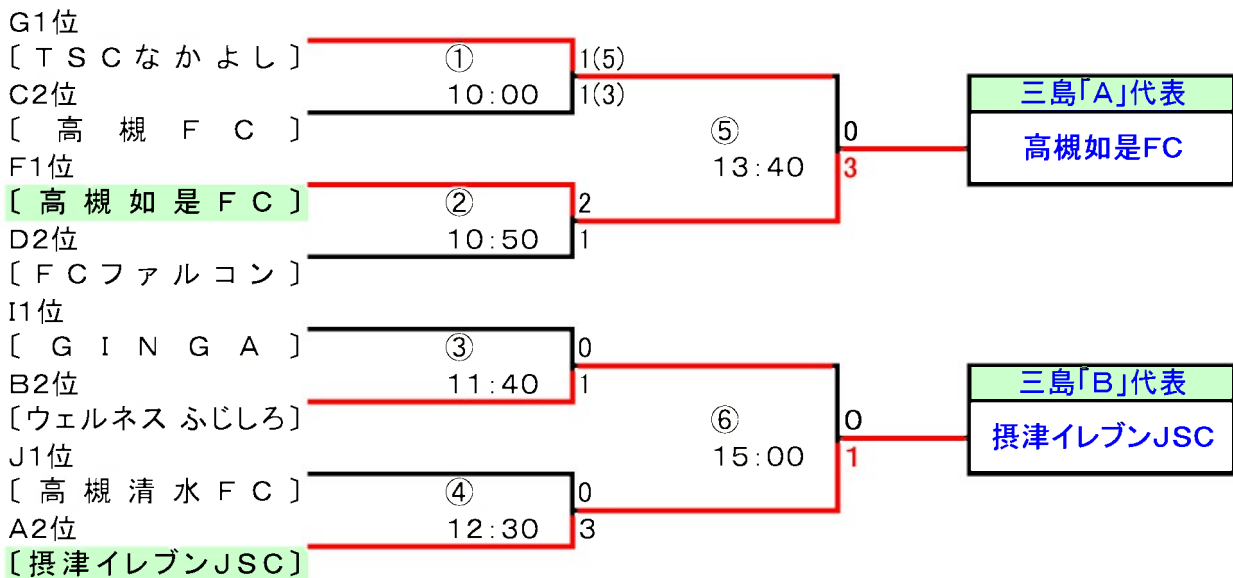 G1位
〔TSCなかよし〕
① 1(5)
10:00 1(3)
C2位
〔高槻FC〕
F1位
〔高槻如是FC〕
② 2
10:50 1
D2位
〔FCファルコン〕
⑤ 0
13:40 3
三島「A」代表
高槻如是FC
I1位
〔GINGA〕
③ 0
11:40 1
B2位
〔ウェルネス ふじしろ〕
J1位
〔高槻清水FC〕
④ 0
12:30 3
A2位
〔摂津イレブンJSC〕
⑥ 0
15:00 1
三島「B」代表
摂津イレブンJSC